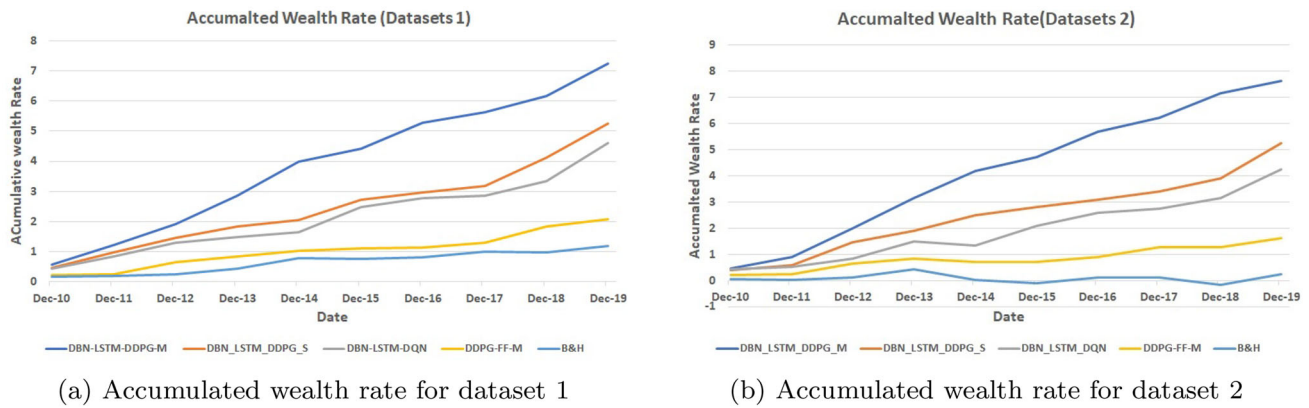 Accumalted Wealth Rate (Datasets 1)
ACumulative wealth Rate
8
7
6
5
4
3
2
1
0
Dec-10 Dec-11 Dec-12 Dec-13 Dec-14 Dec-15 Dec-16 Dec-17 Dec-18 Dec-19
Date
DBN-LSTM-DDPG-M DBN_LSTM_DDPG_S DBN-LSTM-DQN DDPG-FF-M B&H
(a) Accumulated wealth rate for dataset 1
Accumalted Wealth Rate(Datasets 2)
Accumalted Wealth Rate
9
8
7
6
5
4
3
2
1
0
-1
Dec-10 Dec-11 Dec-12 Dec-13 Dec-14 Dec-15 Dec-16 Dec-17 Dec-18 Dec-19
Date
DBN_LSTM_DDPG_M DBN_LSTM_DDPG_S DBN_LSTM_DQN DDPG-FF-M B&H
(b) Accumulated wealth rate for dataset 2